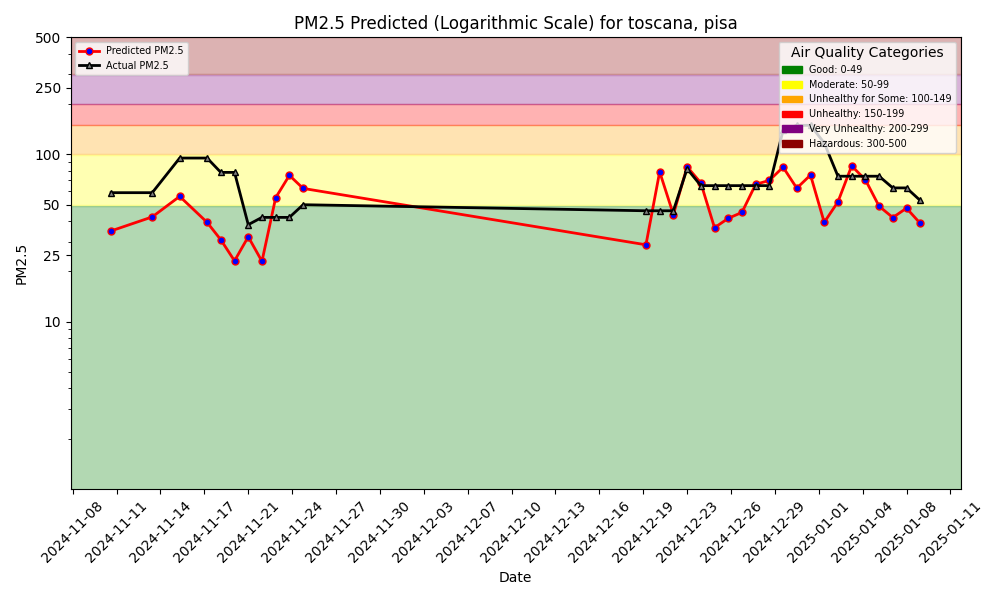 PM2.5 Predicted (Logarithmic Scale) for toscana, pisa
Predicted PM2.5
Actual PM2.5
Air Quality Categories
Good: 0-49
Moderate: 50-99
Unhealthy for Some: 100-149
Unhealthy: 150-199
Very Unhealthy: 200-299
Hazardous: 300-500
500
250
100
50
25
10
PM2.5
2024-11-08
2024-11-11
2024-11-14
2024-11-17
2024-11-21
2024-11-24
2024-11-27
2024-11-30
2024-12-03
2024-12-07
2024-12-10
2024-12-13
2024-12-16
2024-12-19
2024-12-23
2024-12-26
2024-12-29
2025-01-01
2025-01-04
2025-01-08
2025-01-11
Date